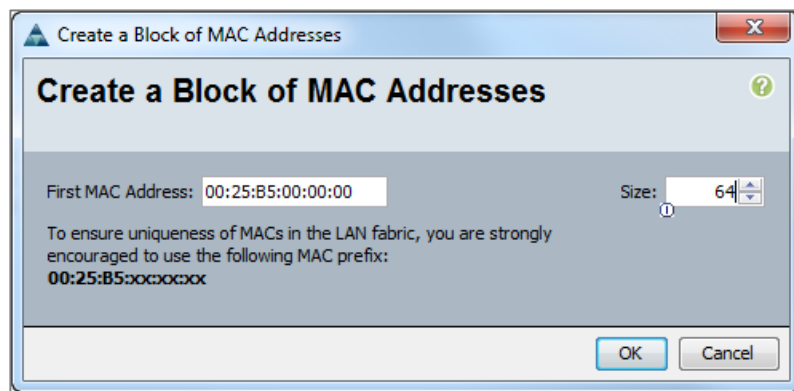 Create a Block of MAC Addresses
Create a Block of MAC Addresses
First MAC Address: 00:25:B5:00:00:00 Size: 64
To ensure uniqueness of MACs in the LAN fabric, you are strongly
encouraged to use the following MAC prefix:
00:25:B5:xx:xx:xx
OK Cancel